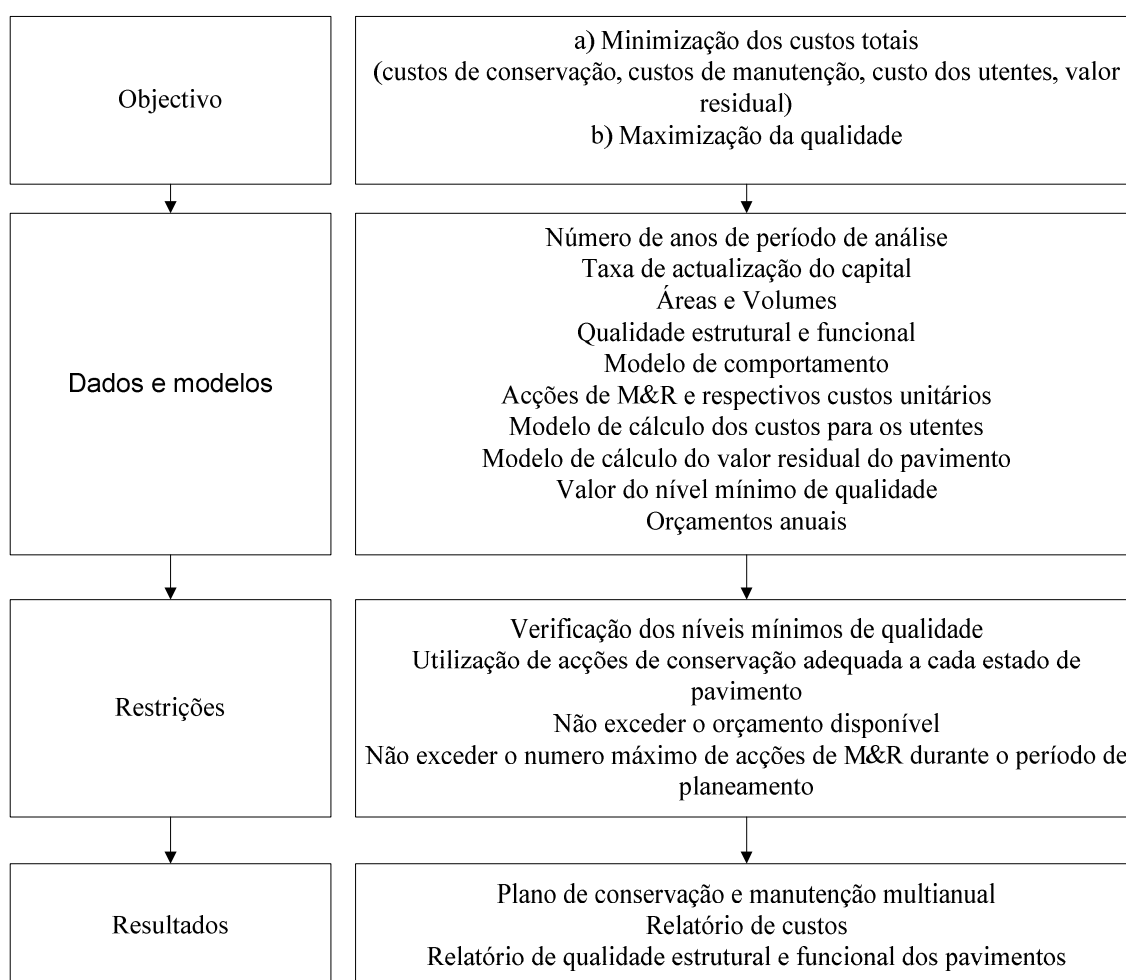 Objectivo
a) Minimização dos custos totais
(custos de conservação, custos de manutenção, custo dos utentes, valor
residual)
b) Maximização da qualidade
Dados e modelos
Número de anos de período de análise
Taxa de actualização do capital
Áreas e Volumes
Qualidade estrutural e funcional
Modelo de comportamento
Acções de M&R e respectivos custos unitários
Modelo de cálculo dos custos para os utentes
Modelo de cálculo do valor residual do pavimento
Valor do nível mínimo de qualidade
Orçamentos anuais
Restrições
Verificação dos níveis mínimos de qualidade
Utilização de acções de conservação adequada a cada estado de
pavimento
Não exceder o orçamento disponível
Não exceder o numero máximo de acções de M&R durante o período de
planeamento
Resultados
Plano de conservação e manutenção multianual
Relatório de custos
Relatório de qualidade estrutural e funcional dos pavimentos